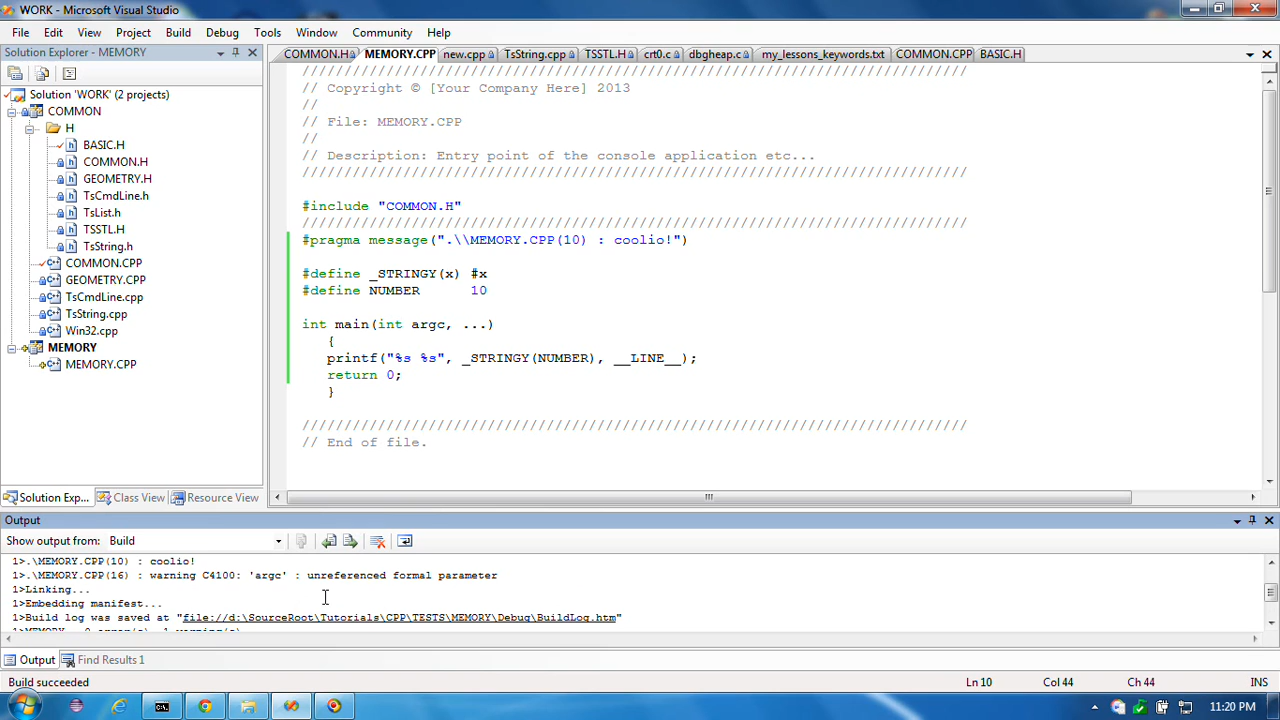 WORK - Microsoft Visual Studio
File Edit View Project Build Debug Tools Window Community Help
Solution Explorer - MEMORY
COMMON.H MEMORY.CPP new.cpp TsString.cpp TSSTL.H crt0.c dbgheap.c my_lessons_keywords.txt COMMON.CPP BASIC.H
Solution 'WORK' (2 projects)
COMMON
H
BASIC.H
COMMON.H
GEOMETRY.H
TsCmdLine.h
TsList.h
TSSTL.H
TsString.h
COMMON.CPP
GEOMETRY.CPP
TsCmdLine.cpp
TsString.cpp
Win32.cpp
MEMORY
MEMORY.CPP
Solution Exp... Class View Resource View
////////////////////////////////////////////////////////////////////////////////
// Copyright © [Your Company Here] 2013
//
// File: MEMORY.CPP
//
// Description: Entry point of the console application etc...
////////////////////////////////////////////////////////////////////////////////
#include "COMMON.H"
////////////////////////////////////////////////////////////////////////////////
#pragma message(".\\MEMORY.CPP(10) : coolio!")
#define _STRINGY(x) #x
#define NUMBER 10
int main(int argc, ...)
{
printf("%s %s", _STRINGY(NUMBER), __LINE__);
return 0;
}
////////////////////////////////////////////////////////////////////////////////
// End of file.
Output
Show output from: Build
1>.\MEMORY.CPP(10) : coolio!
1>.\MEMORY.CPP(16) : warning C4100: 'argc' : unreferenced formal parameter
1>Linking...
1>Embedding manifest...
1>Build log was saved at "file://d:\SourceRoot\Tutorials\CPP\TESTS\MEMORY\Debug\BuildLog.htm"
1>MEMORY - 0 error(s), 1 warning(s)
Output Find Results 1
Build succeeded Ln 10 Col 44 Ch 44 INS
11:20 PM